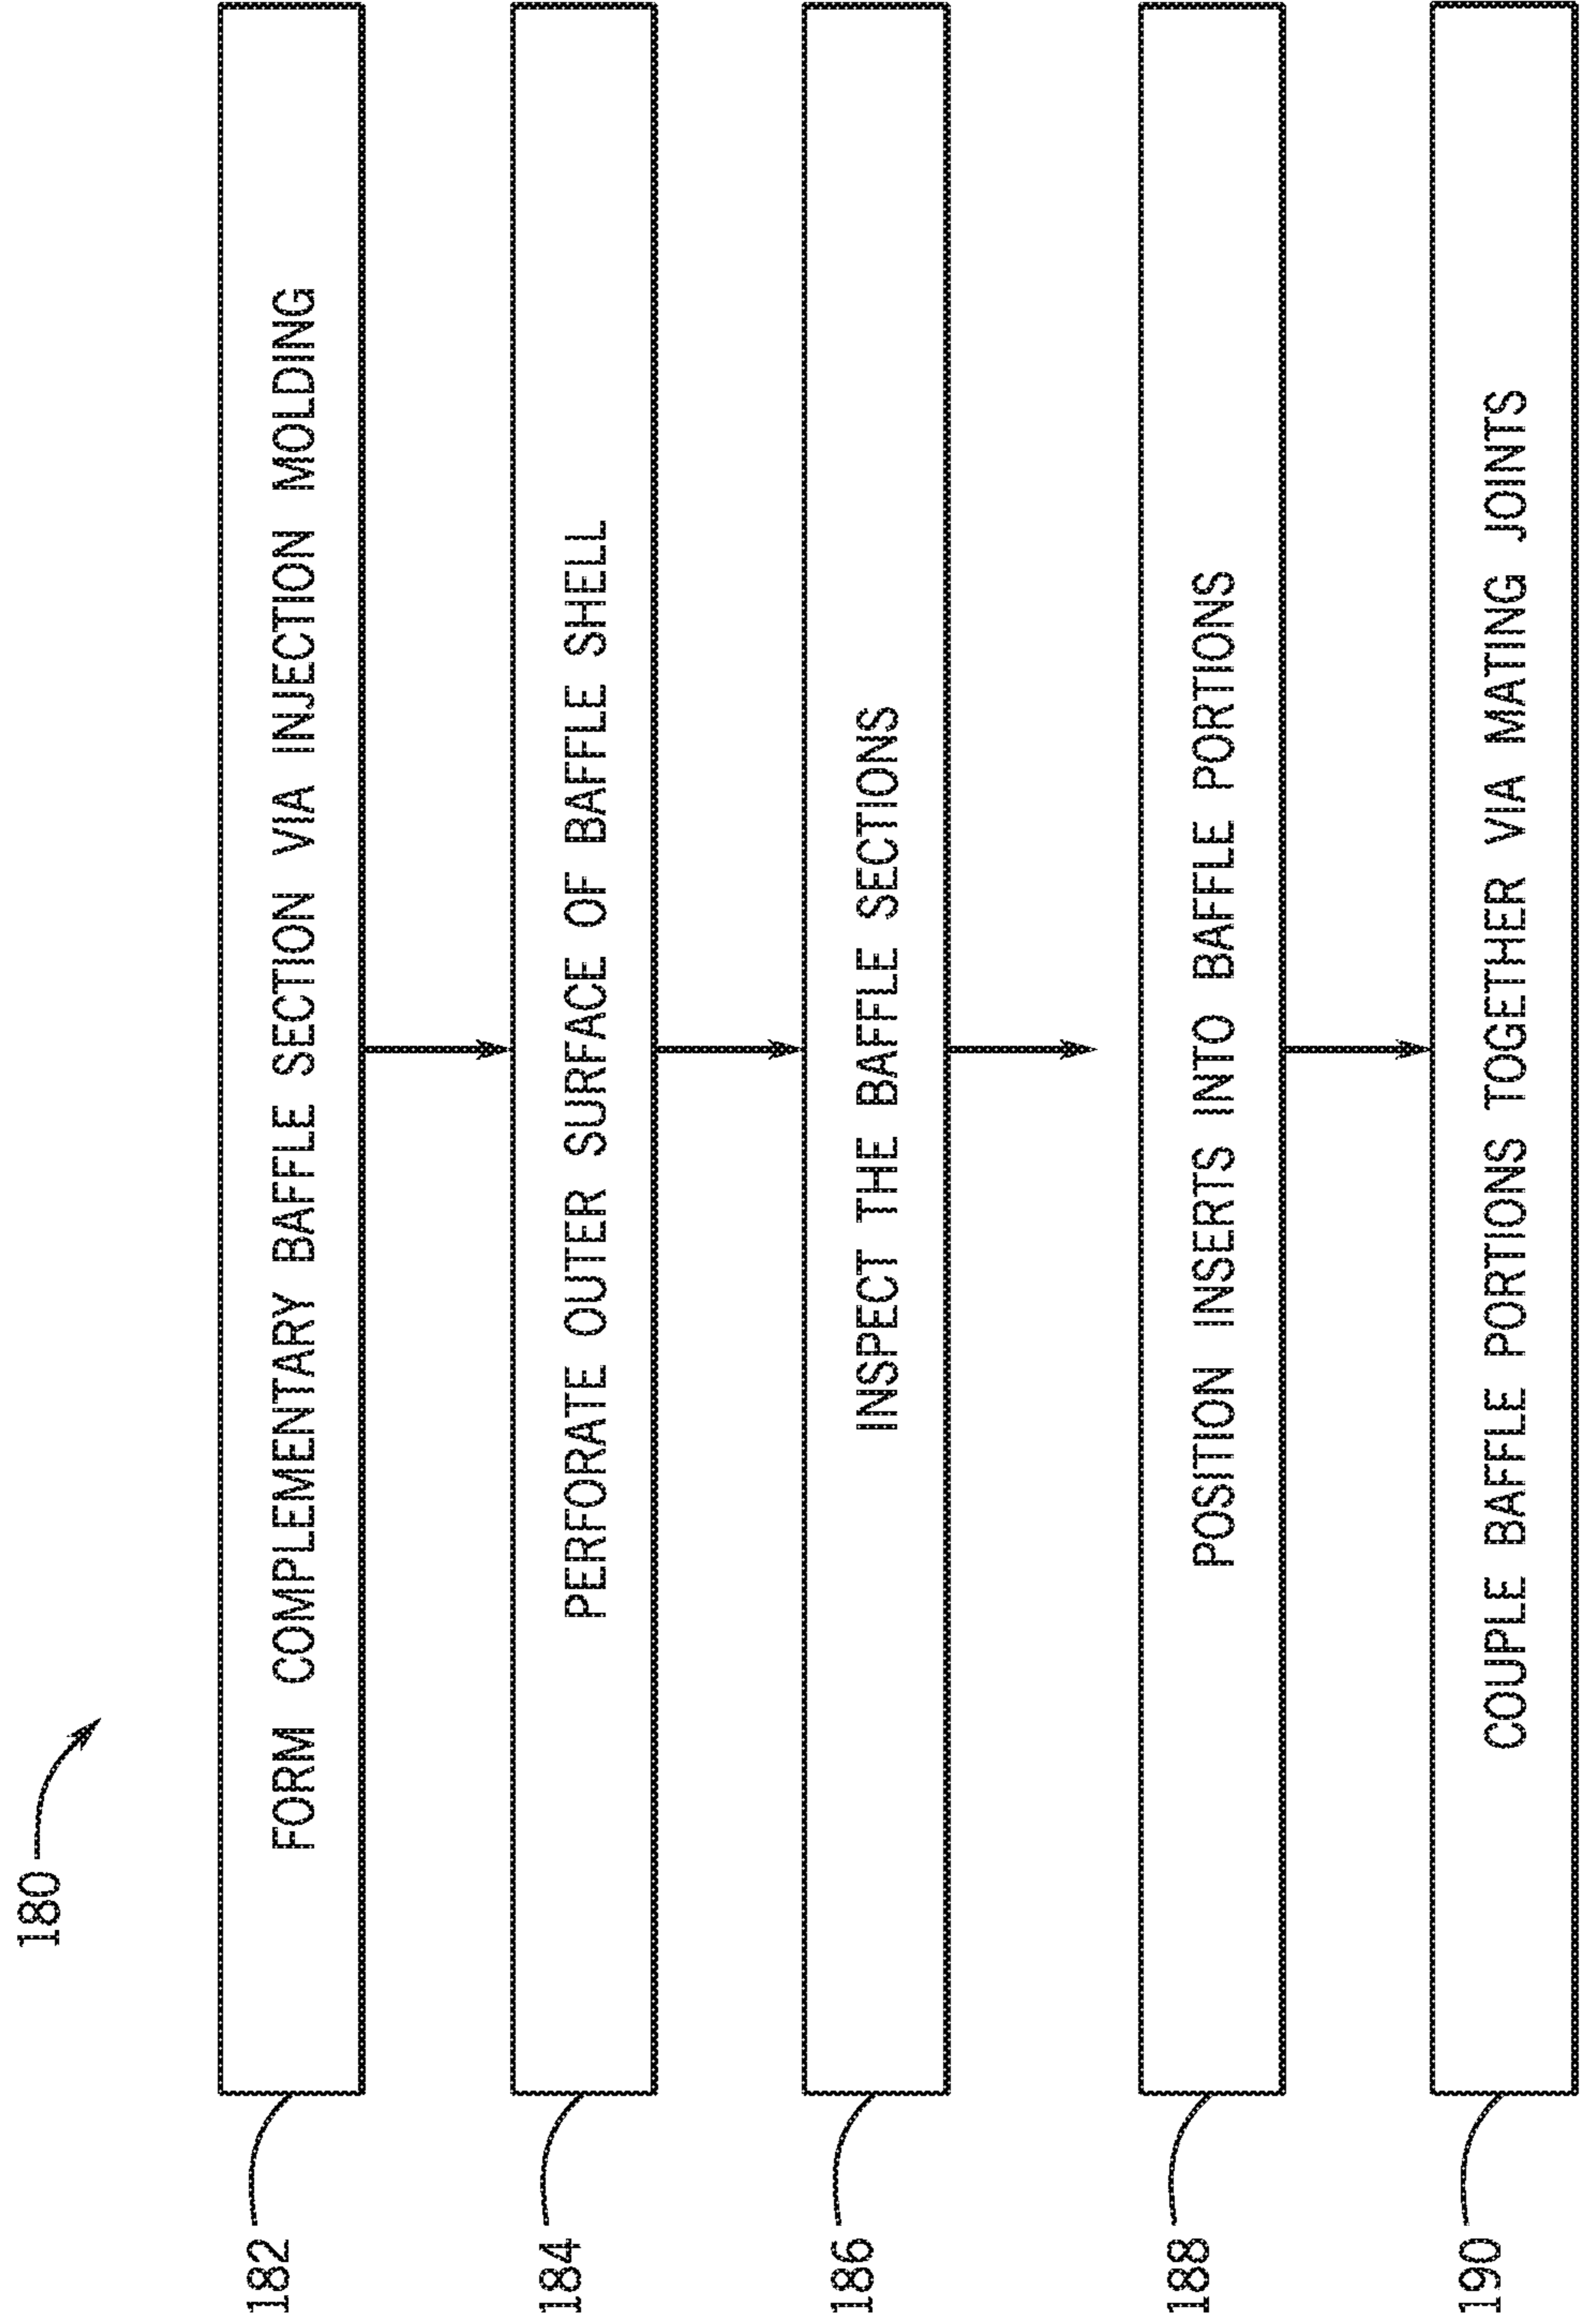 180
182
FORM COMPLEMENTARY BAFFLE SECTION VIA INJECTION MOLDING
184
PERFORATE OUTER SURFACE OF BAFFLE SHELL
186
INSPECT THE BAFFLE SECTIONS
188
POSITION INSERTS INTO BAFFLE PORTIONS
190
COUPLE BAFFLE PORTIONS TOGETHER VIA MATING JOINTS